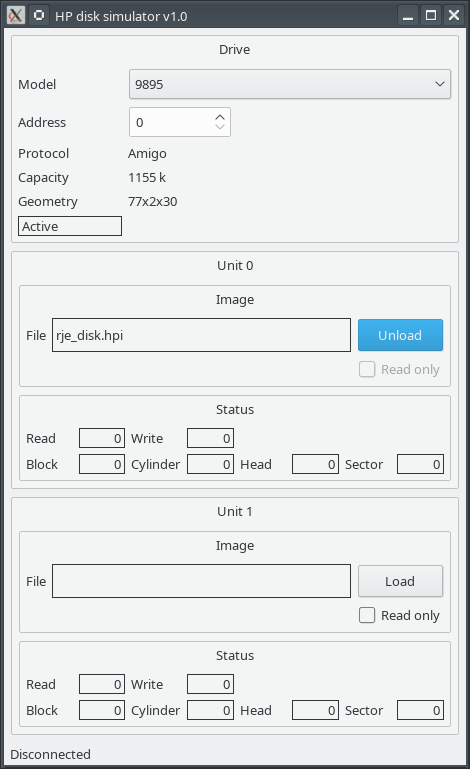 HP disk simulator v1.0
Drive
Model 9895
Address 0
Protocol Amigo
Capacity 1155 k
Geometry 77x2x30
Active
Unit 0
Image
File rje_disk.hpi Unload
Read only
Status
Read 0 Write 0
Block 0 Cylinder 0 Head 0 Sector 0
Unit 1
Image
File Load
Read only
Status
Read 0 Write 0
Block 0 Cylinder 0 Head 0 Sector 0
Disconnected